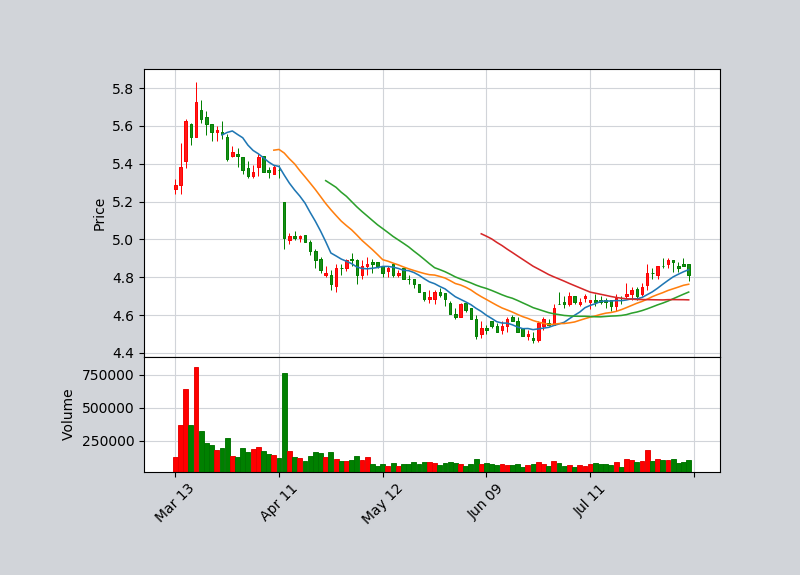 Price
5.8
5.6
5.4
5.2
5.0
4.8
4.6
4.4
Volume
750000
500000
250000
Mar 13
Apr 11
May 12
Jun 09
Jul 11